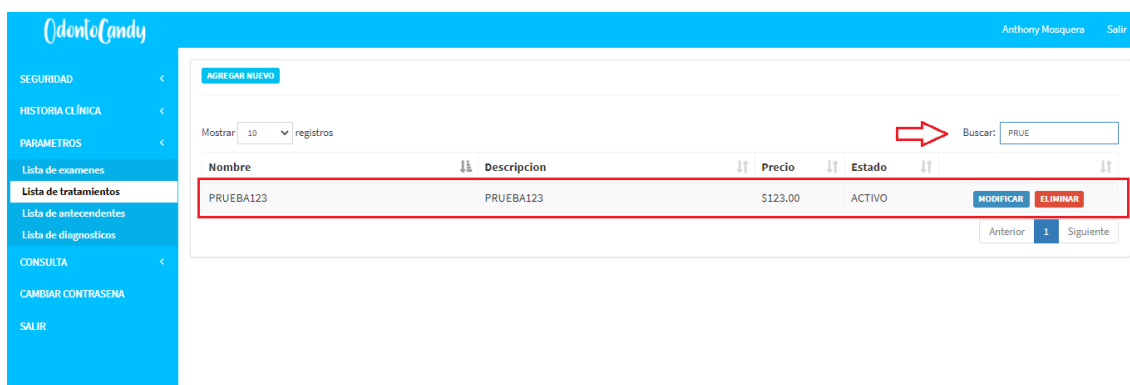 OdontoCandy
Anthony Mosquera Salir
SEGURIDAD
HISTORIA CLÍNICA
PARAMETROS
Lista de examenes
Lista de tratamientos
Lista de antecendentes
Lista de diagnosticos
CONSULTA
CAMBIAR CONTRASENA
SALIR
AGREGAR NUEVO
Mostrar 10 registros
Buscar: PRUE
Nombre Descripcion Precio Estado
PRUEBA123 PRUEBA123 $123.00 ACTIVO MODIFICAR ELIMINAR
Anterior 1 Siguiente